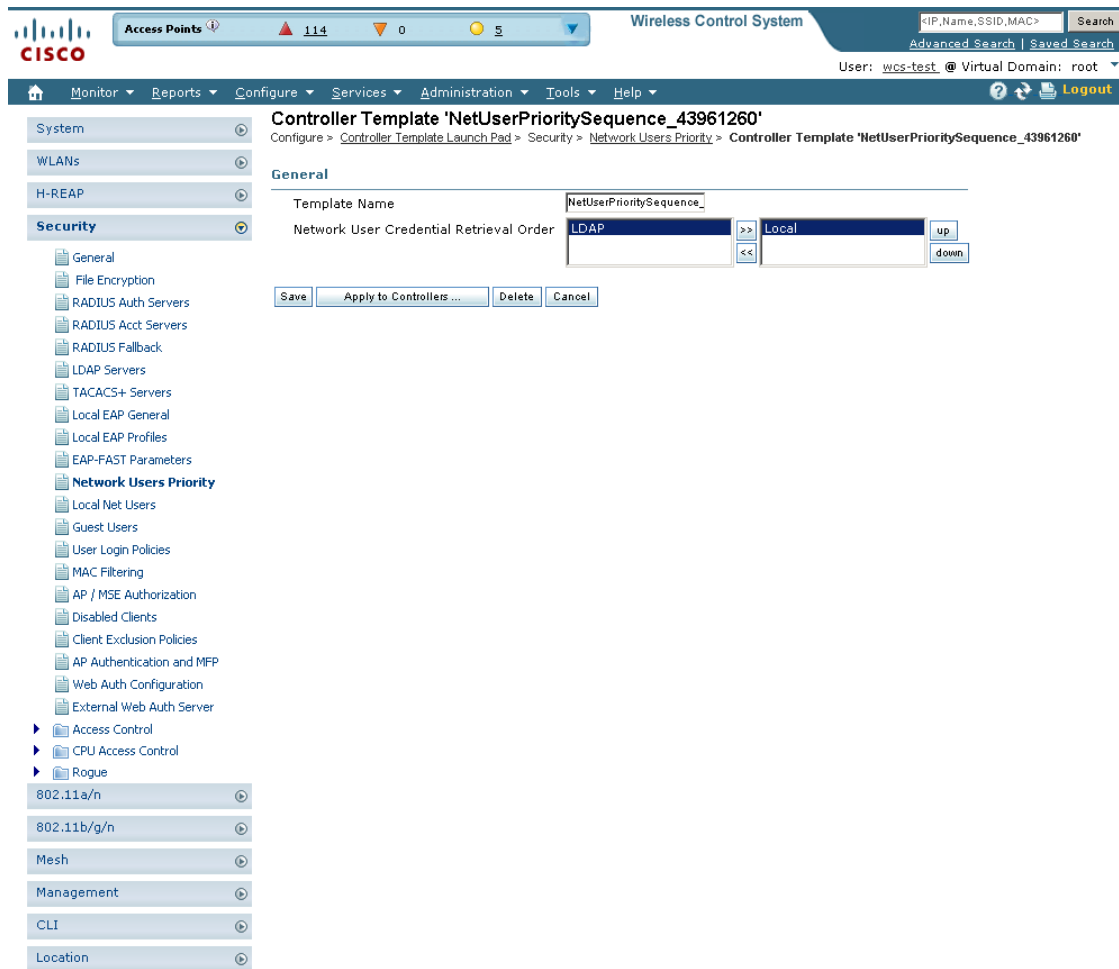 CISCO
Access Points 114 0 5
Wireless Control System
<IP,Name,SSID,MAC> Search
Advanced Search | Saved Search
User: wcs-test @ Virtual Domain: root
Monitor Reports Configure Services Administration Tools Help Logout
System
WLANs
H-REAP
Security
General
File Encryption
RADIUS Auth Servers
RADIUS Acct Servers
RADIUS Fallback
LDAP Servers
TACACS+ Servers
Local EAP General
Local EAP Profiles
EAP-FAST Parameters
Network Users Priority
Local Net Users
Guest Users
User Login Policies
MAC Filtering
AP / MSE Authorization
Disabled Clients
Client Exclusion Policies
AP Authentication and MFP
Web Auth Configuration
External Web Auth Server
Access Control
CPU Access Control
Rogue
802.11a/n
802.11b/g/n
Mesh
Management
CLI
Location
Controller Template 'NetUserPrioritySequence_43961260'
Configure > Controller Template Launch Pad > Security > Network Users Priority > Controller Template 'NetUserPrioritySequence_43961260'
General
Template Name NetUserPrioritySequence_
Network User Credential Retrieval Order LDAP >> Local up
<< down
Save Apply to Controllers ... Delete Cancel